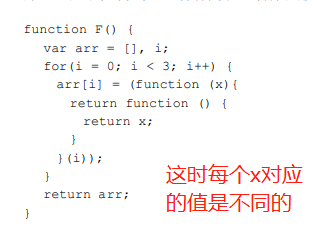 function F() {
var arr = [], i;
for(i = 0; i < 3; i++) {
arr[i] = (function (x){
return function () {
return x;
}
}(i));
}
return arr;
}
这时每个x对应
的值是不同的